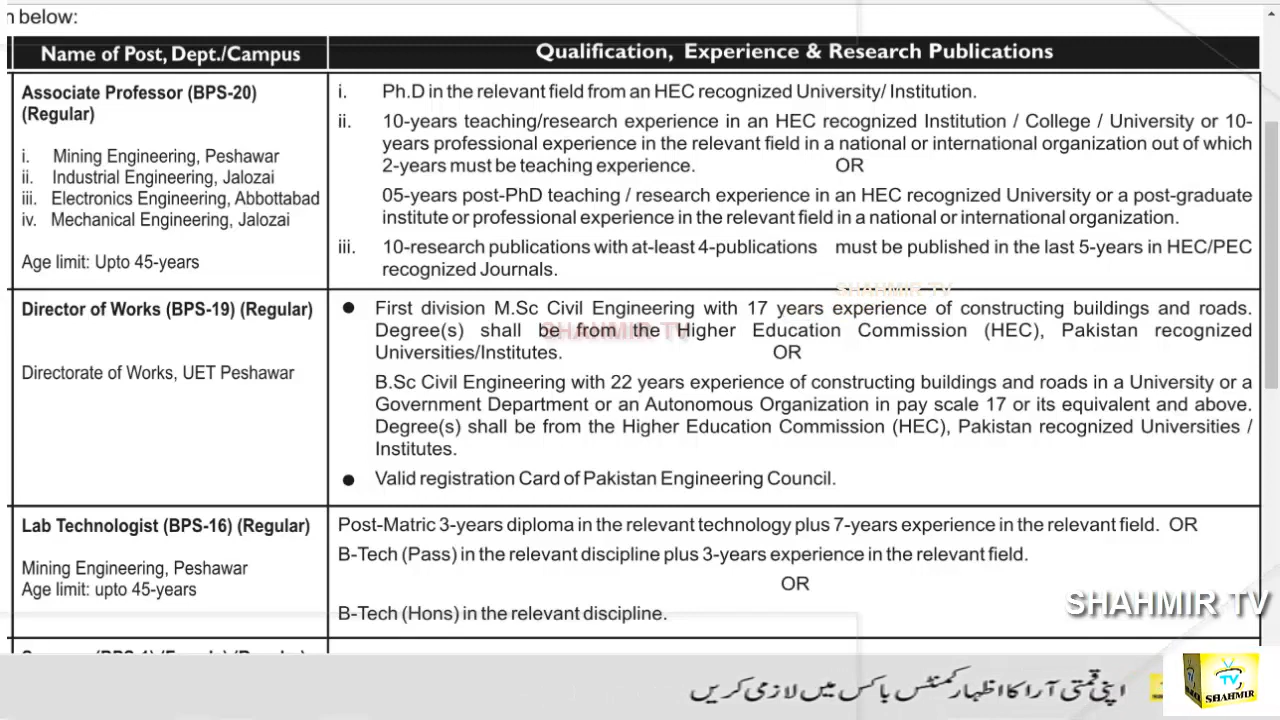 n below:
Name of Post, Dept./Campus
Qualification, Experience & Research Publications
Associate Professor (BPS-20)
(Regular)
i. Mining Engineering, Peshawar
ii. Industrial Engineering, Jalozai
iii. Electronics Engineering, Abbottabad
iv. Mechanical Engineering, Jalozai
Age limit: Upto 45-years
i. Ph.D in the relevant field from an HEC recognized University/ Institution.
ii. 10-years teaching/research experience in an HEC recognized Institution / College / University or 10-
years professional experience in the relevant field in a national or international organization out of which
2-years must be teaching experience. OR
05-years post-PhD teaching / research experience in an HEC recognized University or a post-graduate
institute or professional experience in the relevant field in a national or international organization.
iii. 10-research publications with at-least 4-publications must be published in the last 5-years in HEC/PEC
recognized Journals.
SHAHMIR TV
Director of Works (BPS-19) (Regular)
Directorate of Works, UET Peshawar
● First division M.Sc Civil Engineering with 17 years experience of constructing buildings and roads.
Degree(s) shall be from the Higher Education Commission (HEC), Pakistan recognized
Universities/Institutes. OR
SHAHMIR TV
B.Sc Civil Engineering with 22 years experience of constructing buildings and roads in a University or a
Government Department or an Autonomous Organization in pay scale 17 or its equivalent and above.
Degree(s) shall be from the Higher Education Commission (HEC), Pakistan recognized Universities /
Institutes.
● Valid registration Card of Pakistan Engineering Council.
Lab Technologist (BPS-16) (Regular)
Mining Engineering, Peshawar
Age limit: upto 45-years
Post-Matric 3-years diploma in the relevant technology plus 7-years experience in the relevant field. OR
B-Tech (Pass) in the relevant discipline plus 3-years experience in the relevant field.
OR
B-Tech (Hons) in the relevant discipline.
SHAHMIR TV
اپنی قمتی آرا کا اظہار کمنٹس باکس میں لازمی کریں
TV
SHAHMIR